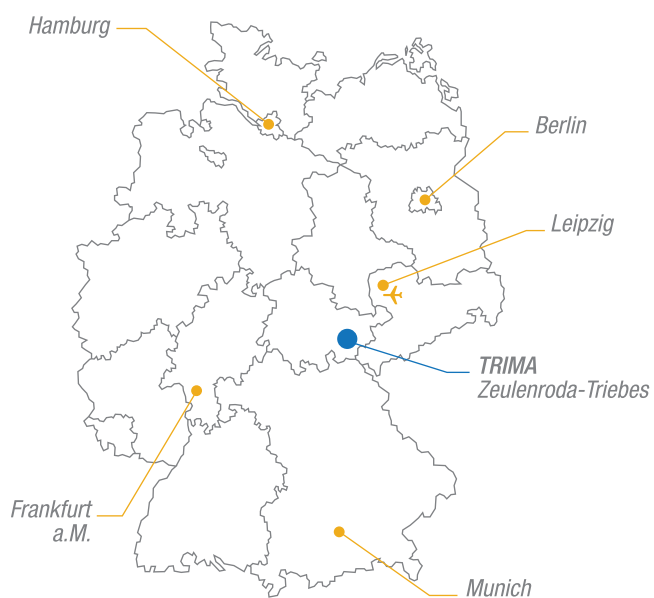 Hamburg
Berlin
Leipzig
TRIMA
Zeulenroda-Triebes
Frankfurt
a.M.
Munich